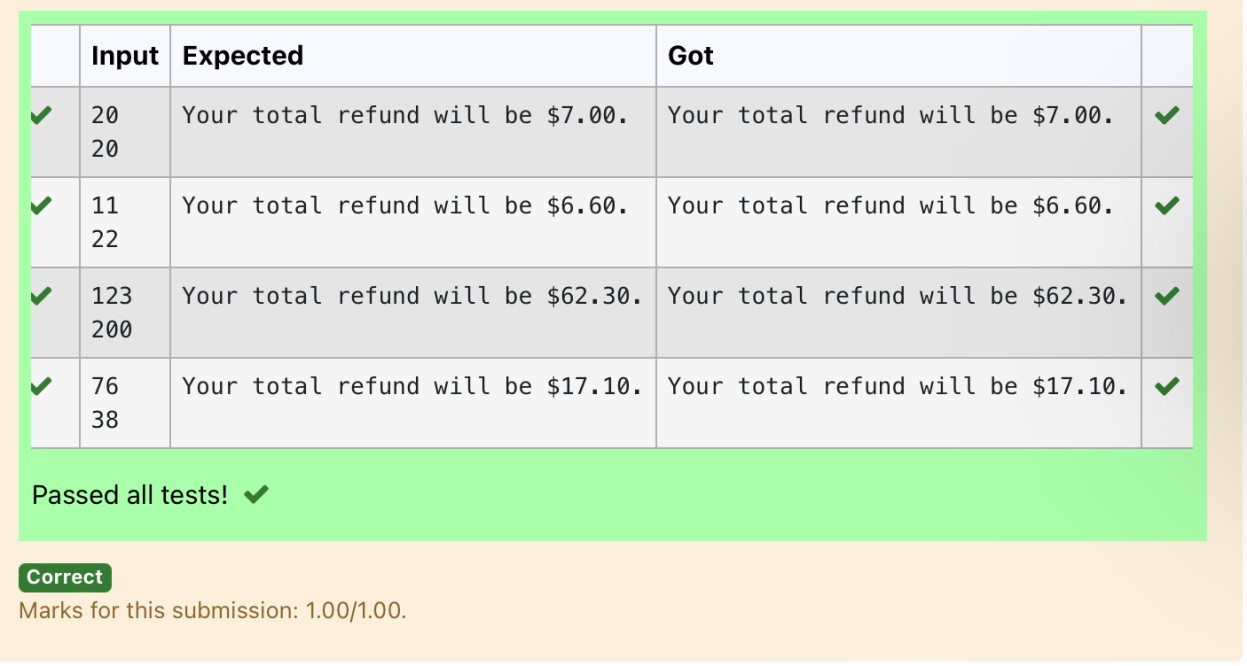 Input Expected Got
20 Your total refund will be $7.00. Your total refund will be $7.00.
20
11 Your total refund will be $6.60. Your total refund will be $6.60.
22
123 Your total refund will be $62.30. Your total refund will be $62.30.
200
76 Your total refund will be $17.10. Your total refund will be $17.10.
38
Passed all tests!
Correct
Marks for this submission: 1.00/1.00.